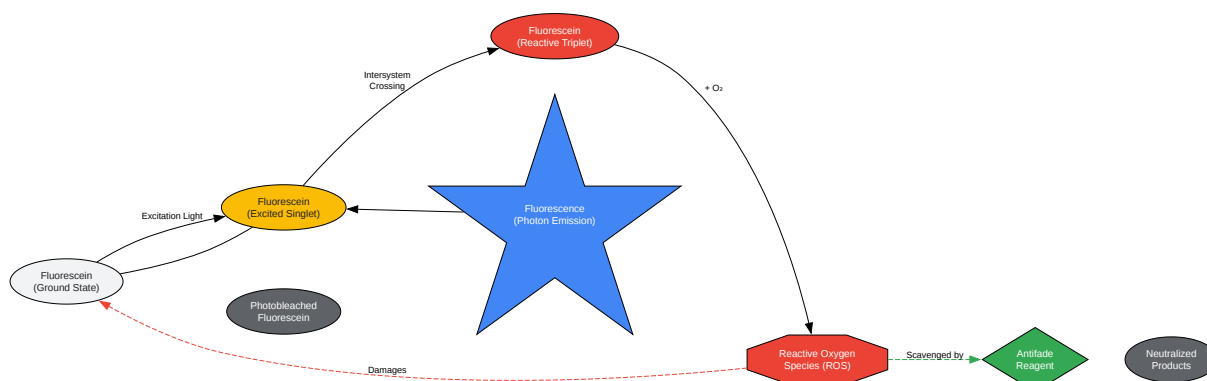 Fluorescein
(Reactive Triplet)
Intersystem
Crossing
+ O₂
Fluorescein
(Excited Singlet)
Excitation Light
Fluorescence
(Photon Emission)
Fluorescein
(Ground State)
Photobleached
Fluorescein
Reactive Oxygen
Species (ROS)
Scavenged by
Antifade
Reagent
Neutralized
Products
Damages